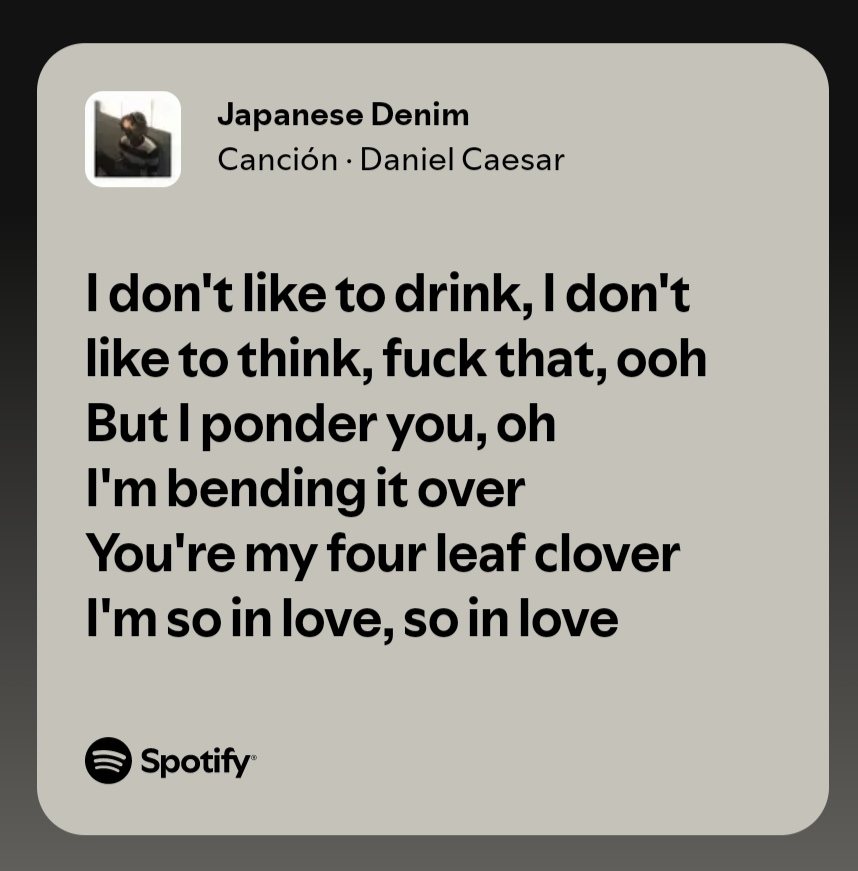 Japanese Denim
Canción · Daniel Caesar
I don't like to drink, I don't
like to think, fuck that, ooh
But I ponder you, oh
I'm bending it over
You're my four leaf clover
I'm so in love, so in love
Spotify®